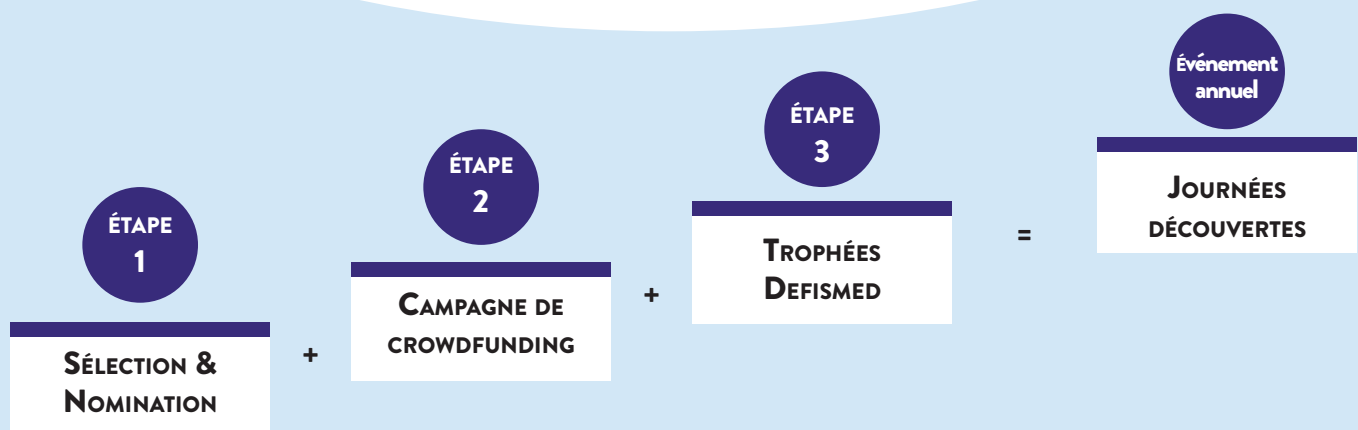 ÉTAPE
1
SÉLECTION &
NOMINATION
+
ÉTAPE
2
CAMPAGNE DE
CROWDFUNDING
+
ÉTAPE
3
TROPHÉES
DEFISMED
=
Événement
annuel
JOURNÉES
DÉCOUVERTES